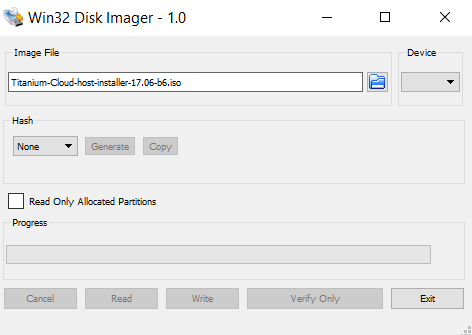 Win32 Disk Imager - 1.0
Image File
Device
Titanium-Cloud-host-installer-17.06-b6.iso
Hash
None
Generate
Copy
Read Only Allocated Partitions
Progress
Cancel
Read
Write
Verify Only
Exit